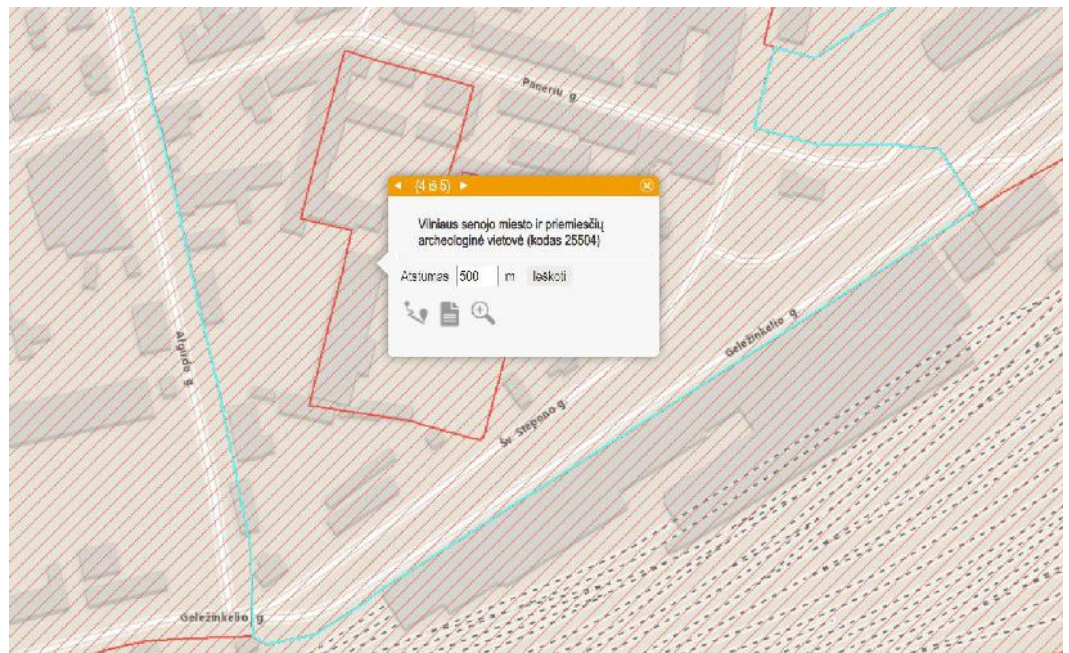 Panerių g.
◄ (4 iš 5) ►
Vilniaus senojo miesto ir priemiesčių
archeologinė vietovė (kodas 25504)
Atstumas 500 m Ieškoti
Algirdo g.
Geležinkelio g.
Šv. Stepono g.
Geležinkelio g.